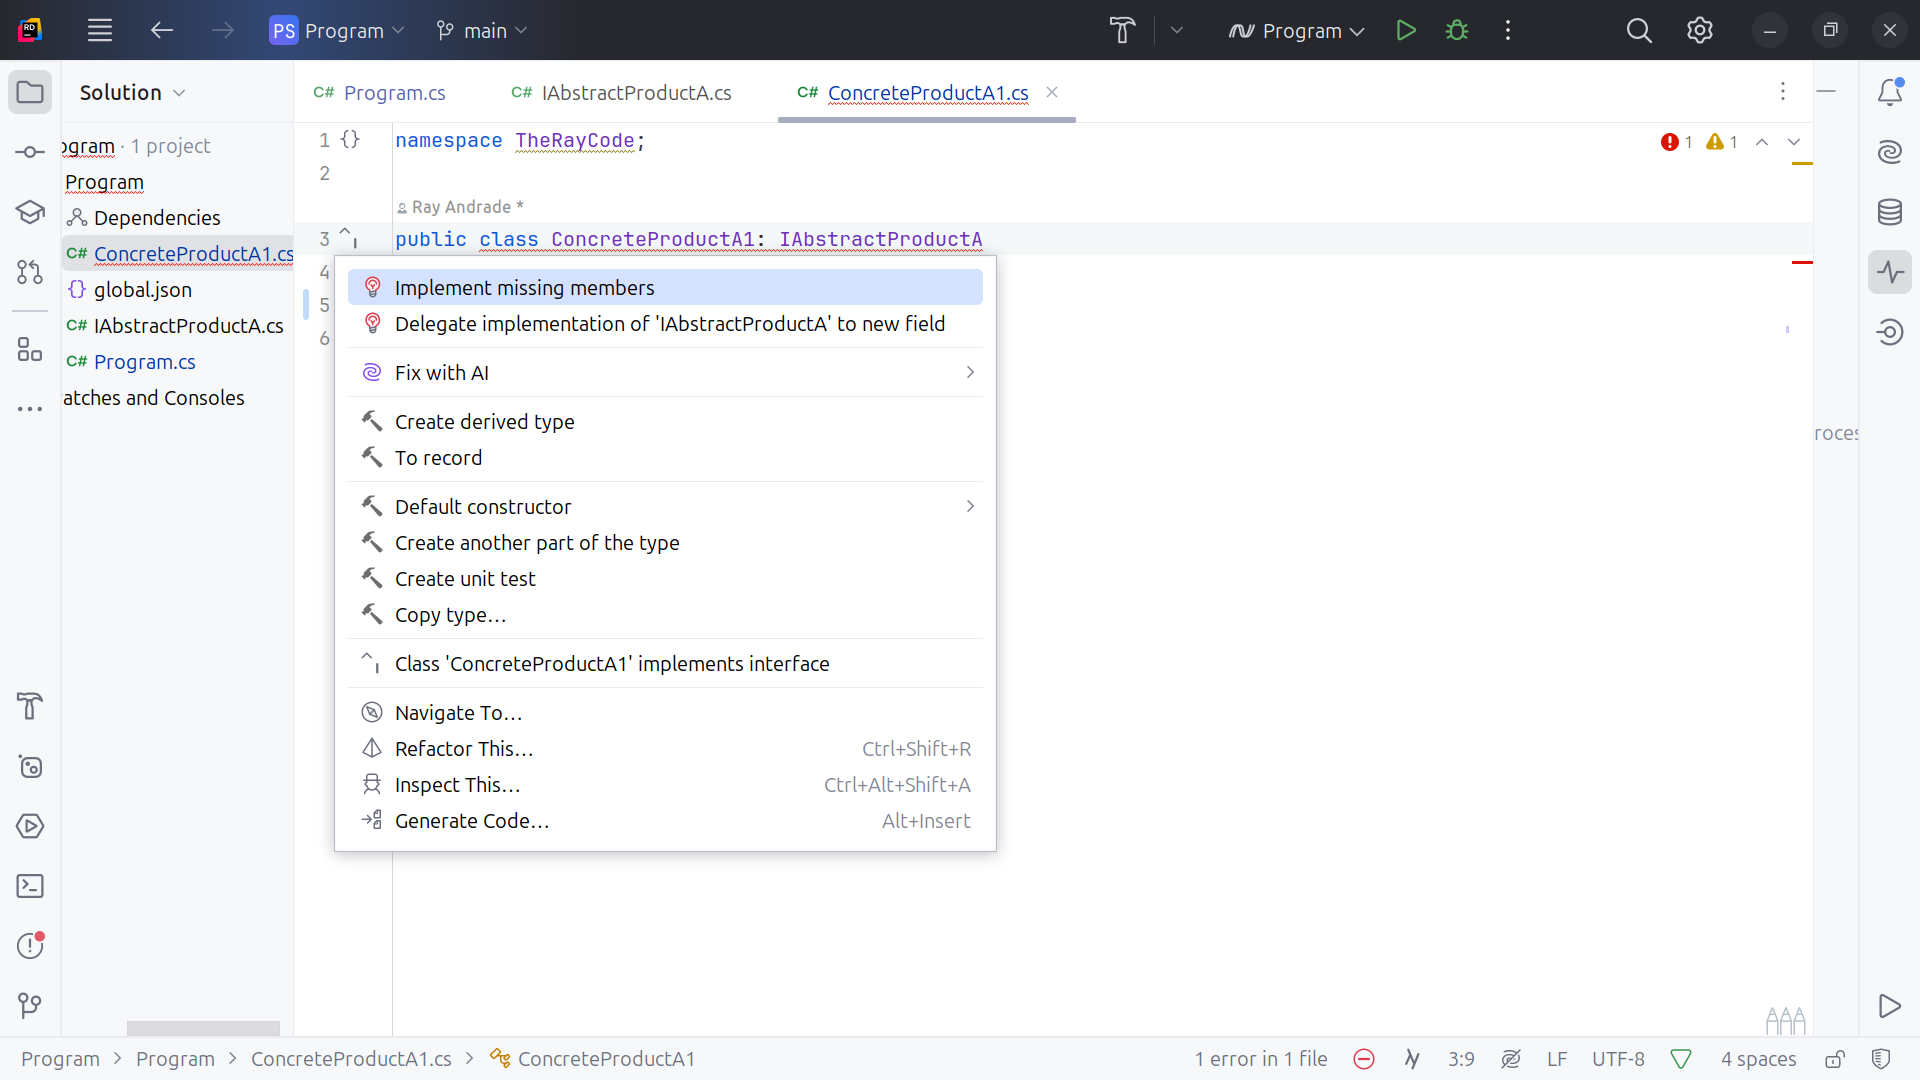 PS Program main Program
Solution
C# Program.cs C# IAbstractProductA.cs C# ConcreteProductA1.cs
ogram · 1 project
Program
Dependencies
C# ConcreteProductA1.cs
{} global.json
C# IAbstractProductA.cs
C# Program.cs
atches and Consoles
1 {} namespace TheRayCode;
1 1
2
Ray Andrade *
3 public class ConcreteProductA1: IAbstractProductA
4
5
6
Implement missing members
Delegate implementation of 'IAbstractProductA' to new field
Fix with AI
Create derived type
To record
Default constructor
Create another part of the type
Create unit test
Copy type...
Class 'ConcreteProductA1' implements interface
Navigate To...
Refactor This... Ctrl+Shift+R
Inspect This... Ctrl+Alt+Shift+A
Generate Code... Alt+Insert
roces
Program > Program > ConcreteProductA1.cs > ConcreteProductA1
1 error in 1 file 3:9 LF UTF-8 4 spaces